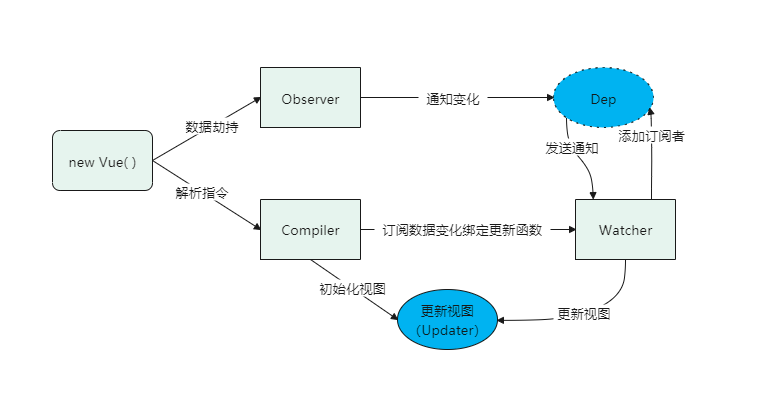 Observer
通知变化
Dep
数据劫持
添加订阅者
发送通知
new Vue( )
解析指令
Compiler
订阅数据变化绑定更新函数
Watcher
初始化视图
更新视图
(Updater)
更新视图